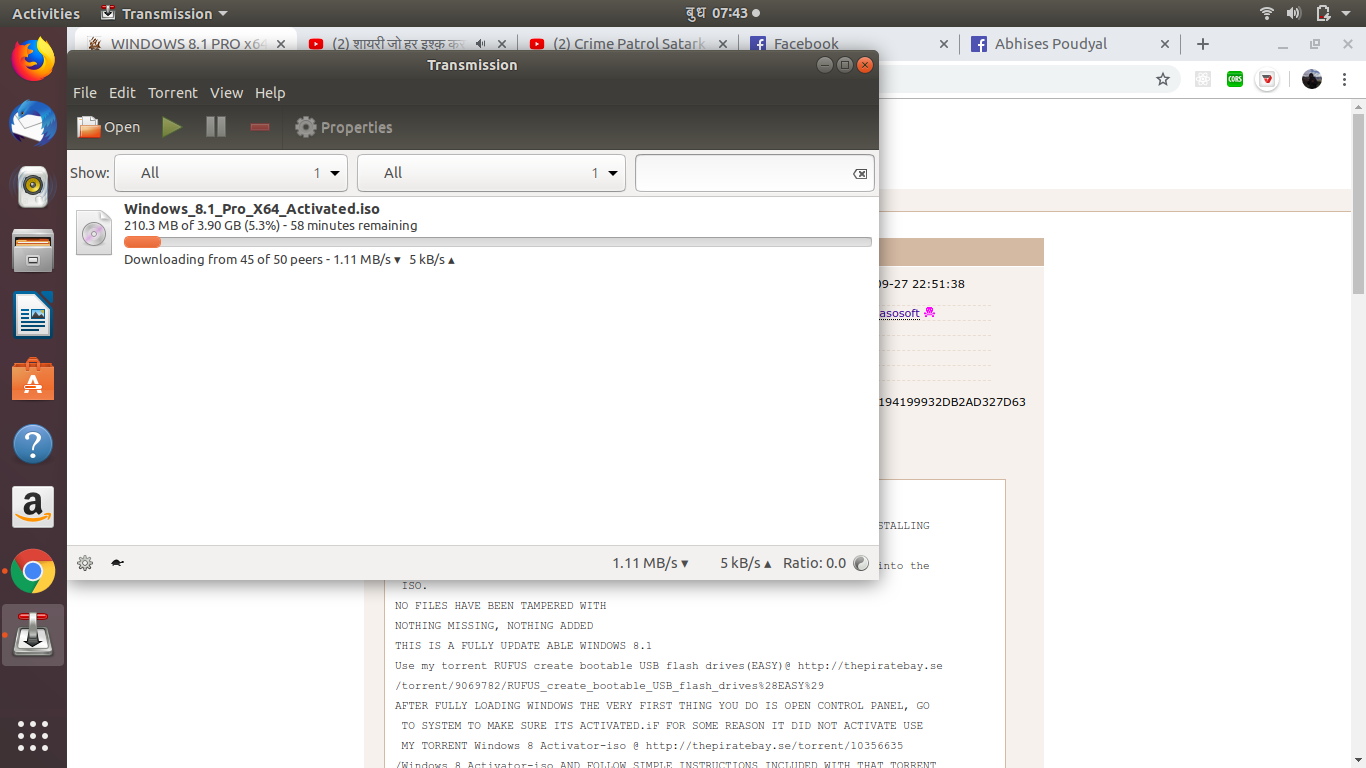 Activities Transmission बुध 07:43
WINDOWS 8.1 PRO x64 (2) शायरी जो हर इश्क़ कर (2) Crime Patrol Satark Facebook Abhises Poudyal
Transmission
CORS
File Edit Torrent View Help
Open Properties
Show: All 1 All 1
Windows_8.1_Pro_X64_Activated.iso
210.3 MB of 3.90 GB (5.3%) - 58 minutes remaining
Downloading from 45 of 50 peers - 1.11 MB/s 5 kB/s
1.11 MB/s 5 kB/s Ratio: 0.0
09-27 22:51:38
asosoft
194199932DB2AD327D63
STALLING
into the
ISO.
NO FILES HAVE BEEN TAMPERED WITH
NOTHING MISSING, NOTHING ADDED
THIS IS A FULLY UPDATE ABLE WINDOWS 8.1
Use my torrent RUFUS create bootable USB flash drives(EASY)@ http://thepiratebay.se
/torrent/9069782/RUFUS_create_bootable_USB_flash_drives%28EASY%29
AFTER FULLY LOADING WINDOWS THE VERY FIRST THING YOU DO IS OPEN CONTROL PANEL, GO
TO SYSTEM TO MAKE SURE ITS ACTIVATED.iF FOR SOME REASON IT DID NOT ACTIVATE USE
MY TORRENT Windows 8 Activator-iso @ http://thepiratebay.se/torrent/10356635
/Windows_8_Activator-iso AND FOLLOW SIMPLE INSTRUCTIONS INCLUDED WITH THAT TORRENT